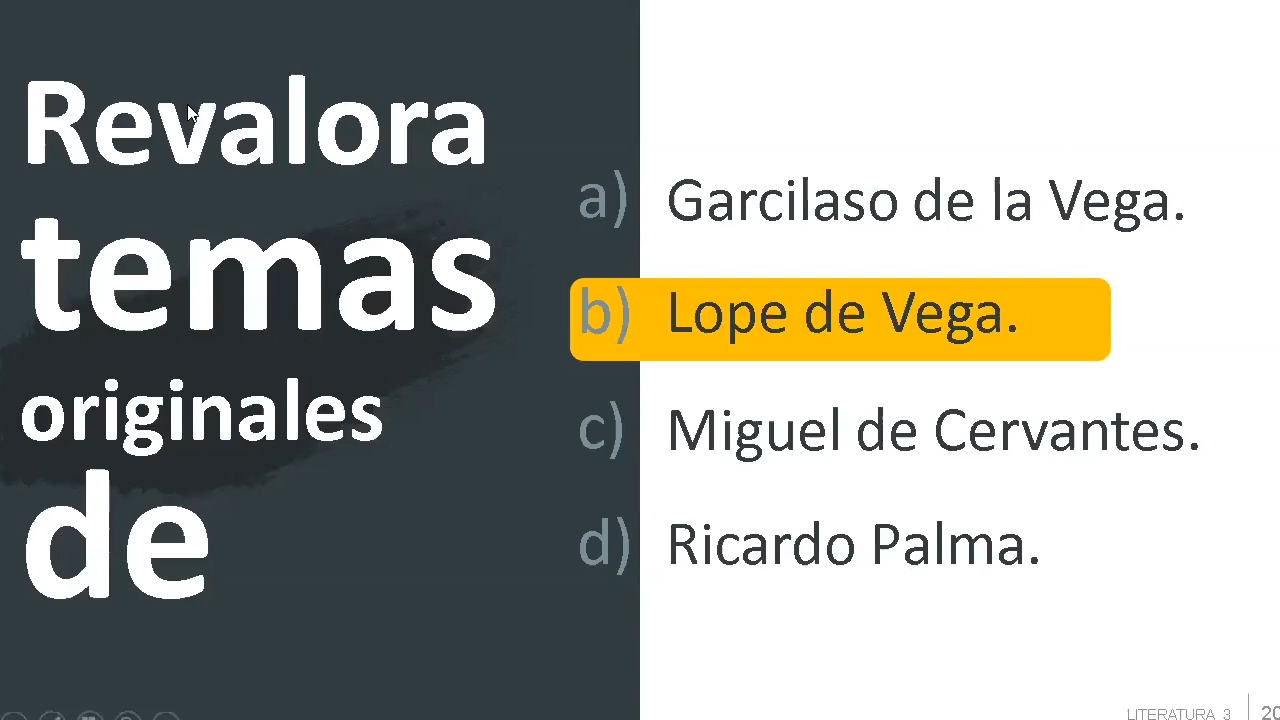 Revalora
temas
originales
de
a) Garcilaso de la Vega.
b) Lope de Vega.
c) Miguel de Cervantes.
d) Ricardo Palma.
LITERATURA 3